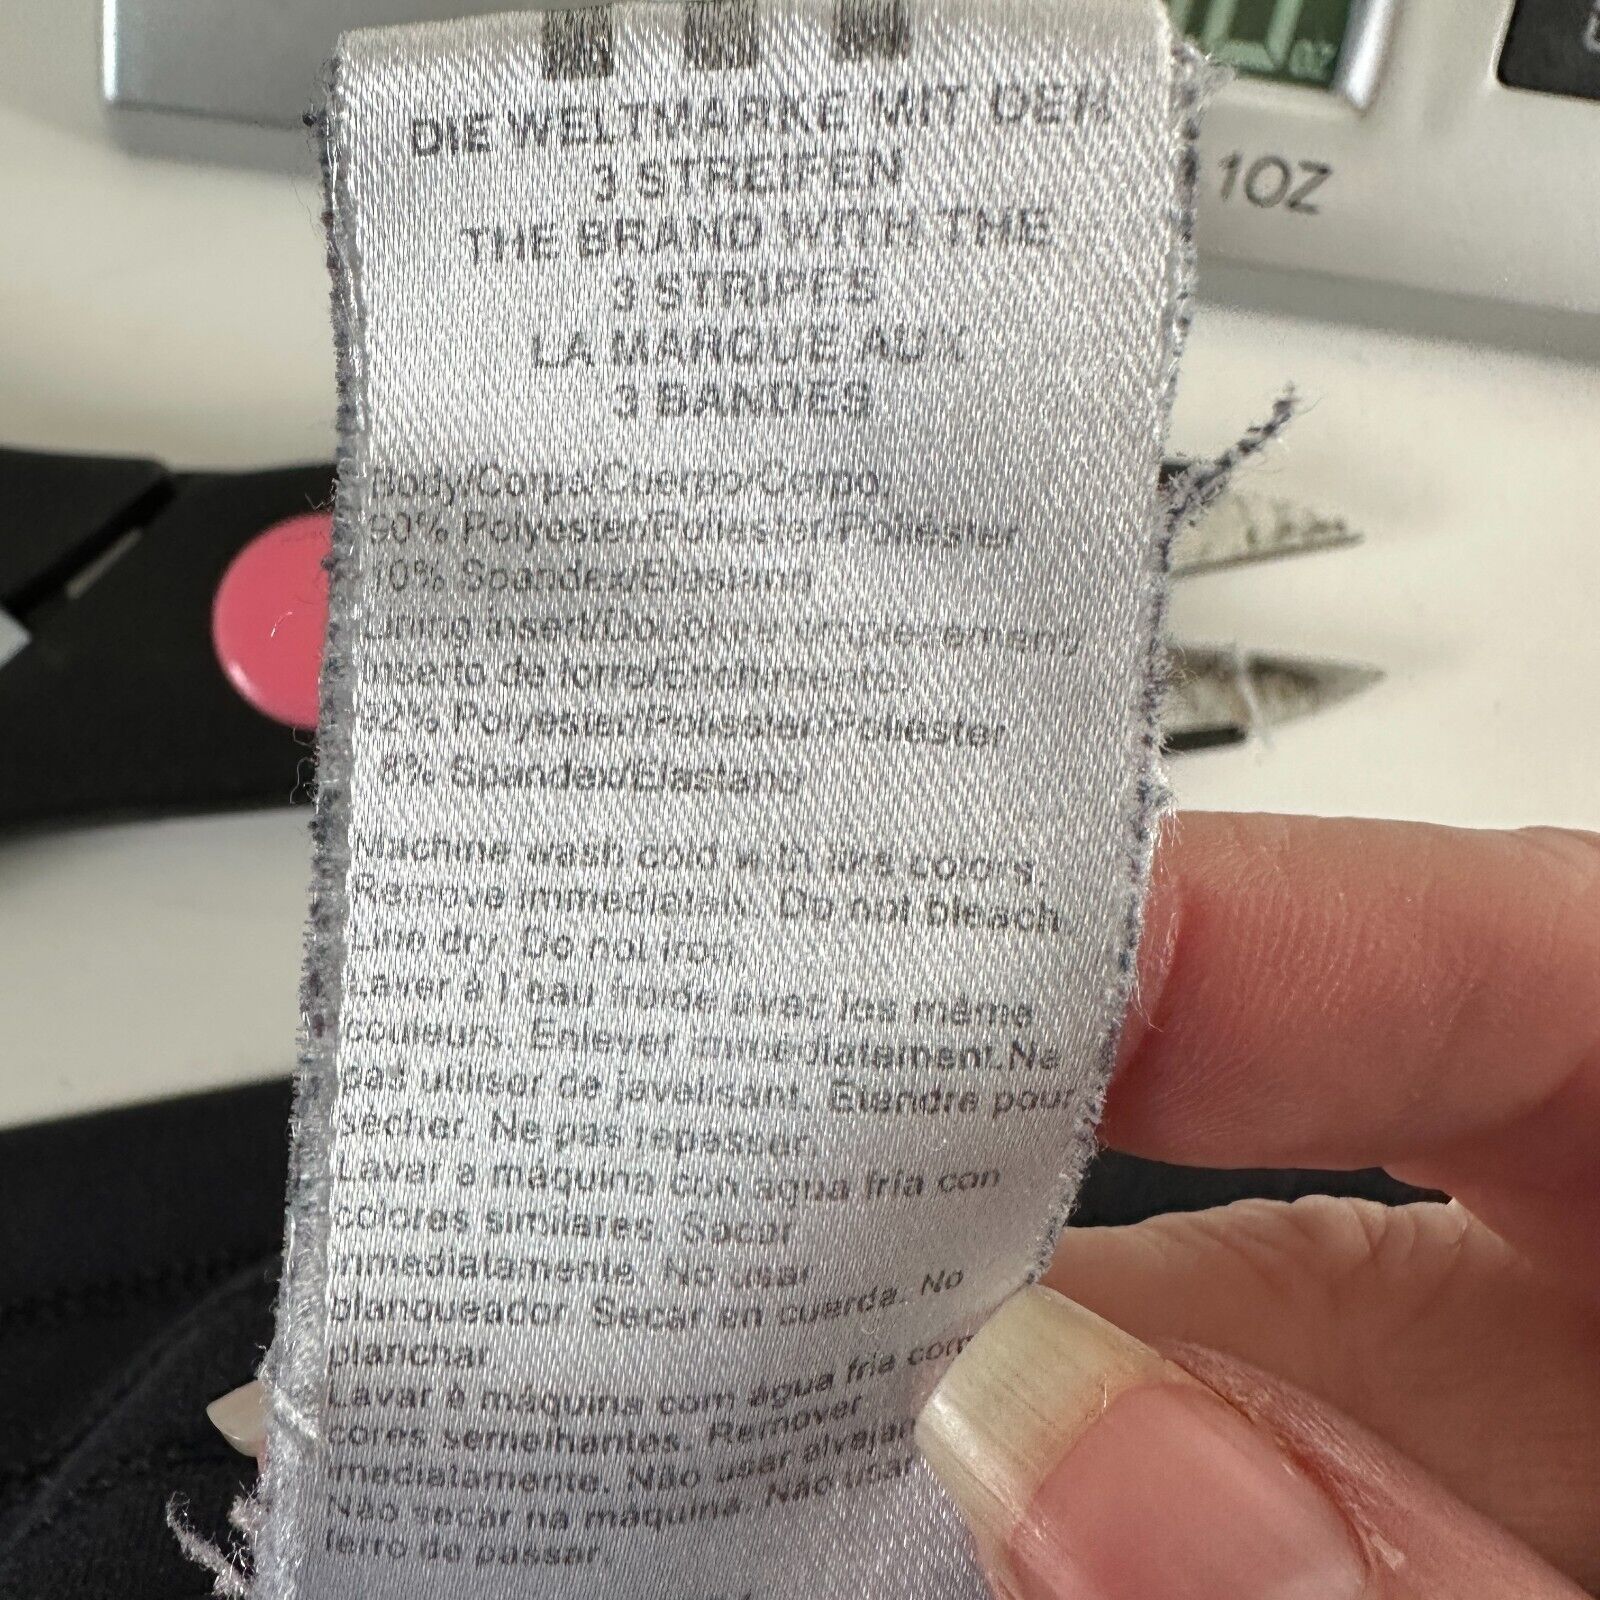 OZ
1OZ
DIE WELTMARKE MIT DER
3 STREIFEN
THE BRAND WITH THE
3 STRIPES
LA MARQUE AUX
3 BANDES
Body/Corps/Cuerpo/Corpo:
90% Polyester/Poliester/Poliéster
10% Spandex/Elastano
Lining insert/
Inserto de forro/Enchimento:
92% Polyester/Poliester/Poliéster
8% Spandex/Elastano
Machine wash cold with like colors.
Remove immediately. Do not bleach.
Line dry. Do not iron.
Laver à l'eau froide avec les même
couleurs. Enlever immédiatement.Ne
pas utiliser de javelisant. Etendre pour
sécher. Ne pas repasser.
Lavar a máquina con agua fría con
colores similares. Sacar
inmediatamente. No usar
blanqueador. Secar en cuerda. No
planchar.
Lavar à máquina com água fria com
cores semelhantes. Remover
imediatamente. Não usar alvejan
Não secar na máquina. Não usar
ferro de passar.